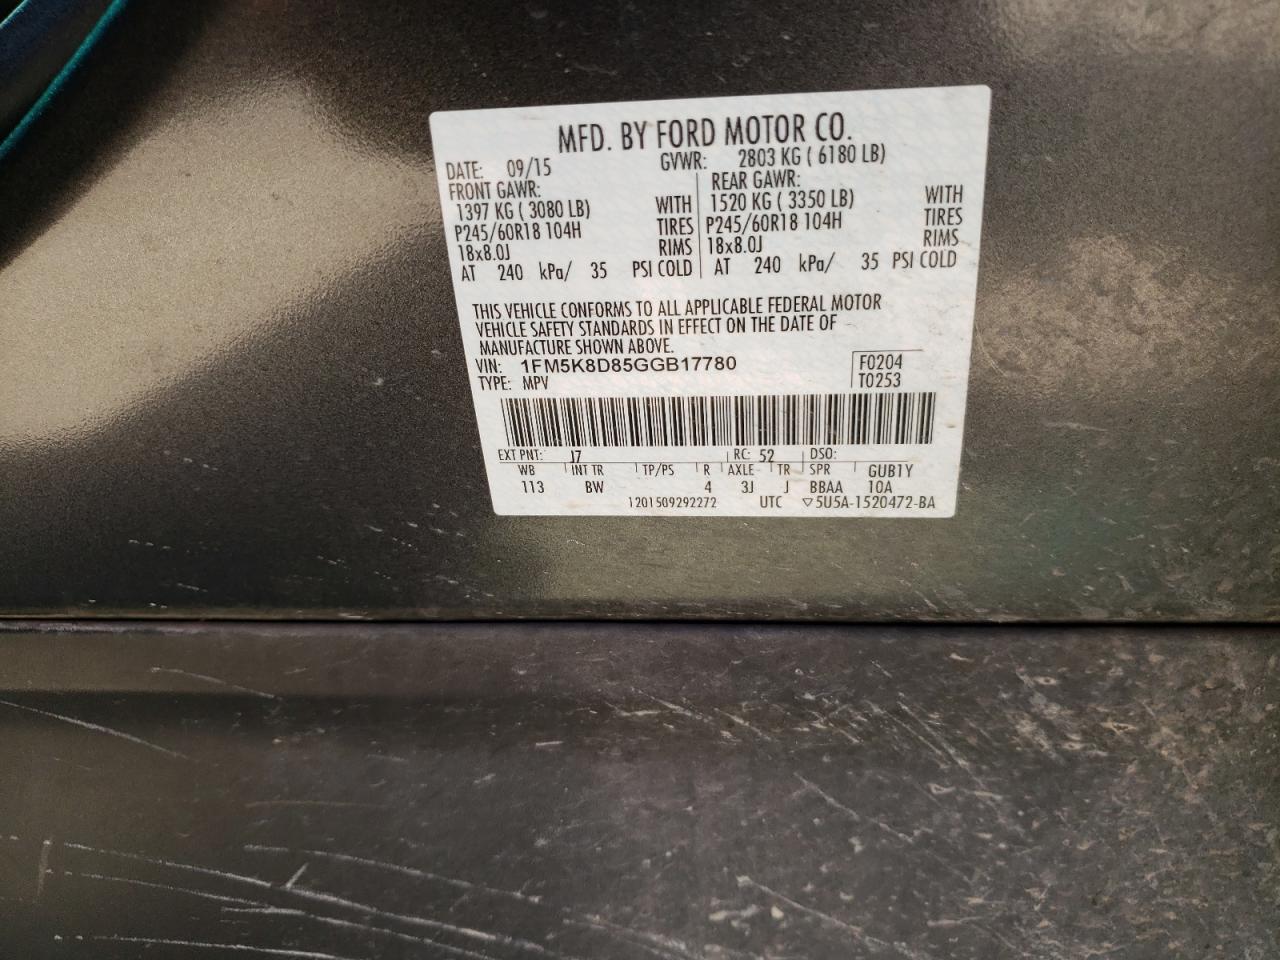 MFD. BY FORD MOTOR CO.
DATE: 09/15 GVWR: 2803 KG ( 6180 LB)
FRONT GAWR: REAR GAWR:
1397 KG ( 3080 LB) WITH 1520 KG ( 3350 LB) WITH
P245/60R18 104H TIRES P245/60R18 104H TIRES
18x8.0J RIMS 18x8.0J RIMS
AT 240 kPa/ 35 PSI COLD AT 240 kPa/ 35 PSI COLD
THIS VEHICLE CONFORMS TO ALL APPLICABLE FEDERAL MOTOR
VEHICLE SAFETY STANDARDS IN EFFECT ON THE DATE OF
MANUFACTURE SHOWN ABOVE.
VIN: 1FM5K8D85GGB17780 F0204
TYPE: MPV T0253
EXT PNT: J7 RC: 52 DSO:
WB INT TR TP/PS R AXLE TR SPR GUB1Y
113 BW 4 3J J BBAA 10A
1201509292272 UTC ▽5U5A-1520472-BA